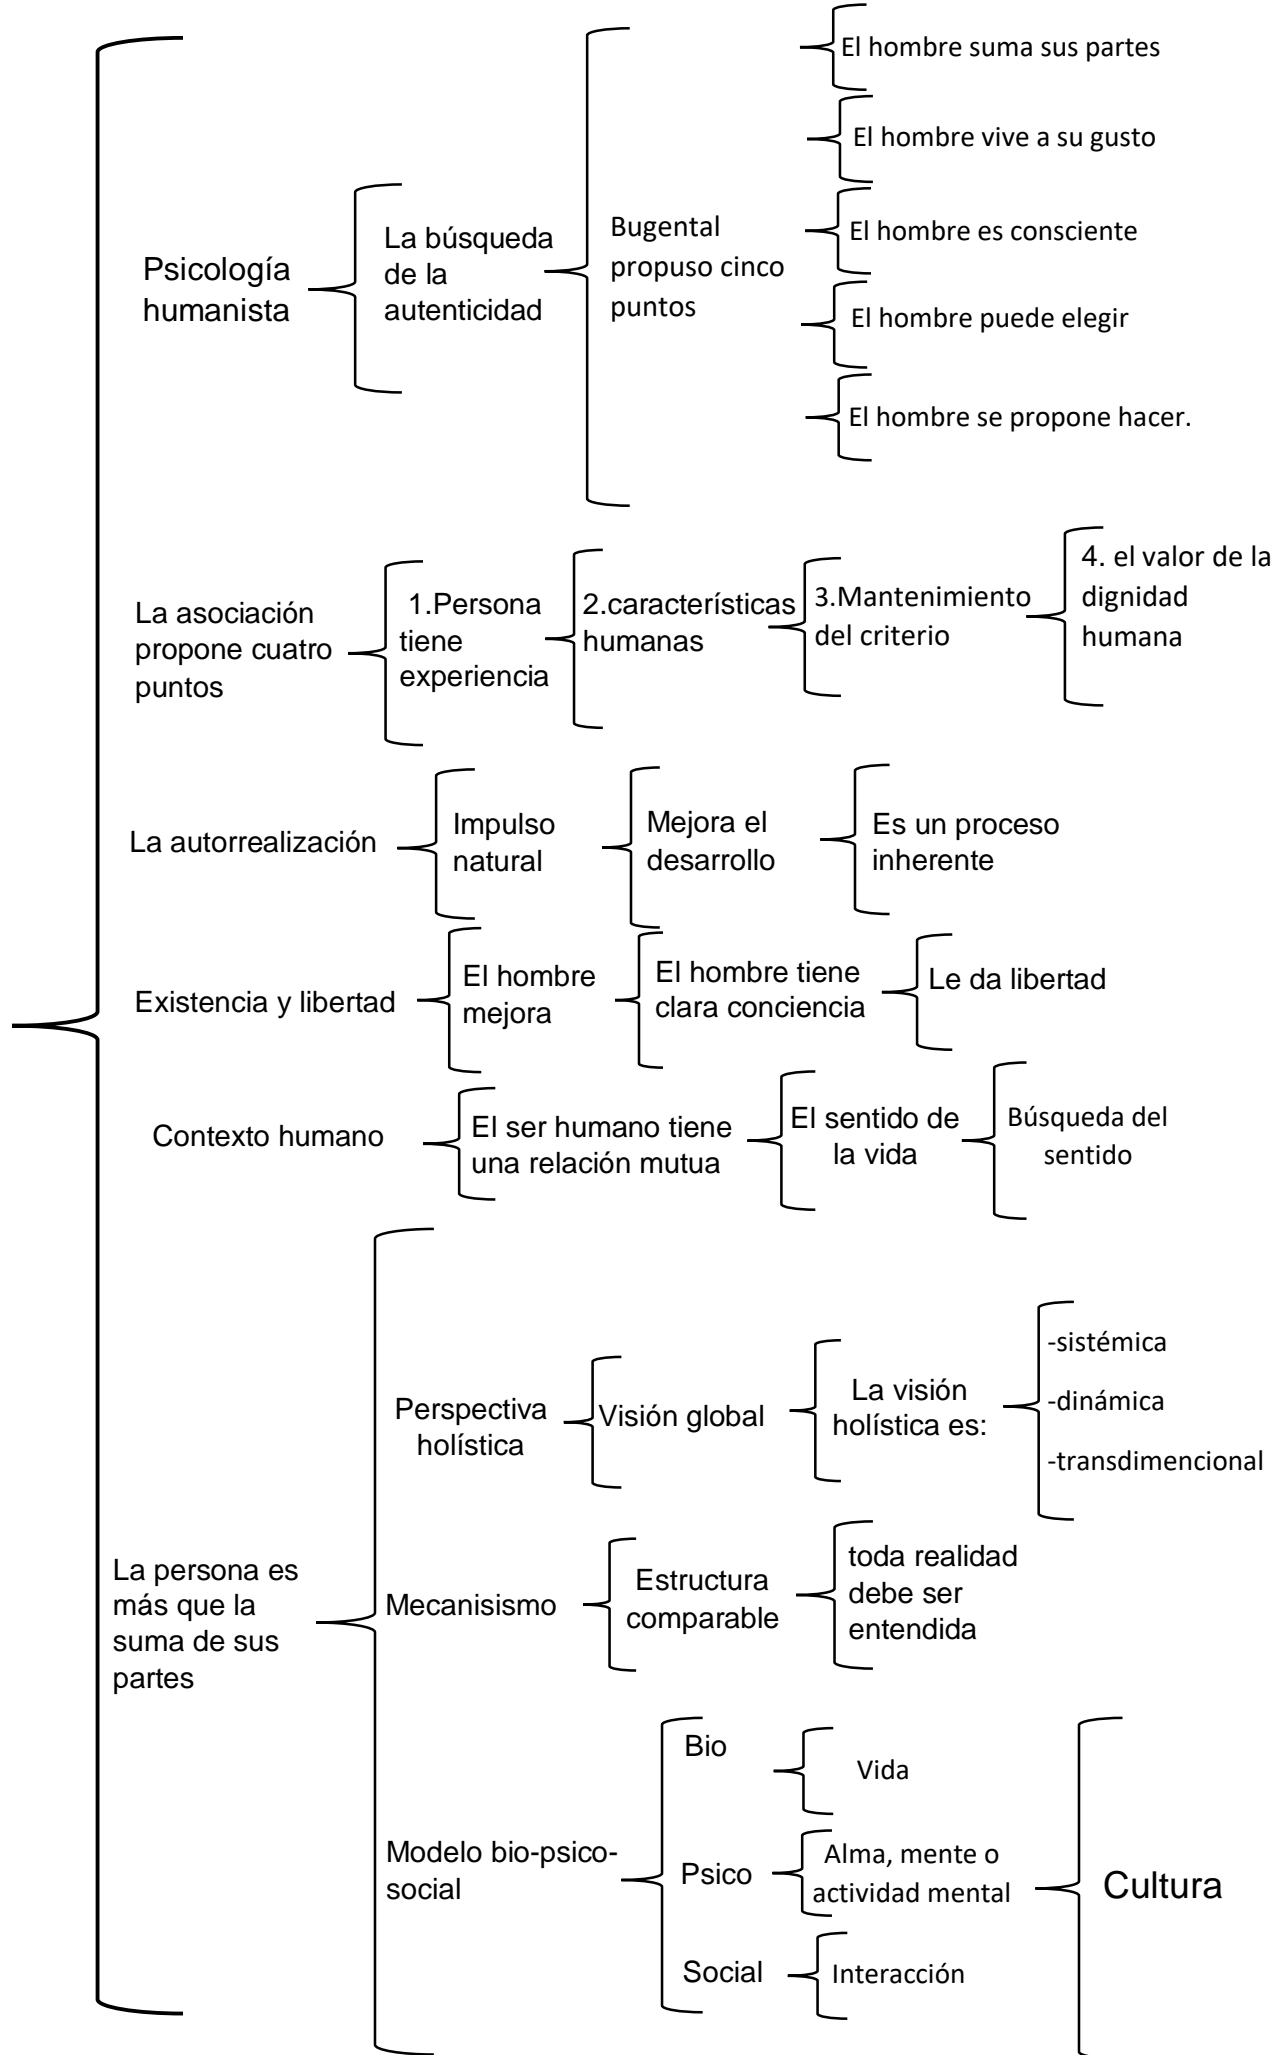 Psicología
humanista
La búsqueda
de la
autenticidad
Bugental
propuso cinco
puntos
El hombre suma sus partes
El hombre vive a su gusto
El hombre es consciente
El hombre puede elegir
El hombre se propone hacer.
La asociación
propone cuatro
puntos
1.Persona
tiene
experiencia
2.características
humanas
3.Mantenimiento
del criterio
4. el valor de la
dignidad
humana
La autorrealización
Impulso
natural
Mejora el
desarrollo
Es un proceso
inherente
Existencia y libertad
El hombre
mejora
El hombre tiene
clara conciencia
Le da libertad
Contexto humano
El ser humano tiene
una relación mutua
El sentido de
la vida
Búsqueda del
sentido
La persona es
más que la
suma de sus
partes
Perspectiva
holística
Visión global
La visión
holística es:
-sistémica
-dinámica
-transdimencional
Mecanisismo
Estructura
comparable
toda realidad
debe ser
entendida
Modelo bio-psico-
social
Bio
Vida
Psico
Alma, mente o
actividad mental
Social
Interacción
Cultura